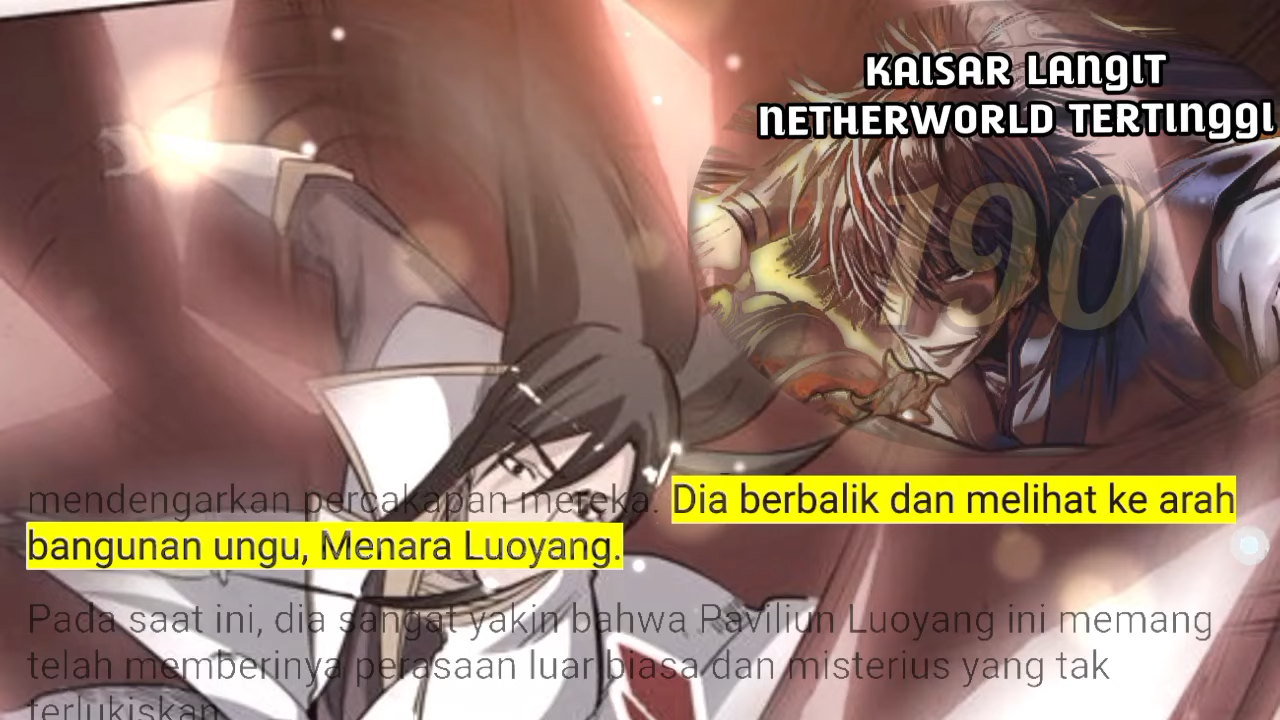 KAISAR LANGIT
NETHERWORLD TERTINGGI
190
mendengarkan percakapan mereka. Dia berbalik dan melihat ke arah
bangunan ungu, Menara Luoyang.
Pada saat ini, dia sangat yakin bahwa Paviliun Luoyang ini memang
telah memberinya perasaan luar biasa dan misterius yang tak
terlukiskan